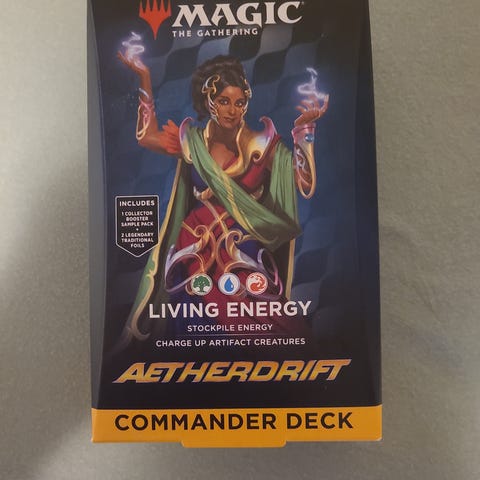 MAGIC
THE GATHERING
INCLUDES
1 COLLECTOR
BOOSTER
SAMPLE PACK
+
2 LEGENDARY
TRADITIONAL
FOILS
LIVING ENERGY
STOCKPILE ENERGY
CHARGE UP ARTIFACT CREATURES
AETHERDRIFT
COMMANDER DECK